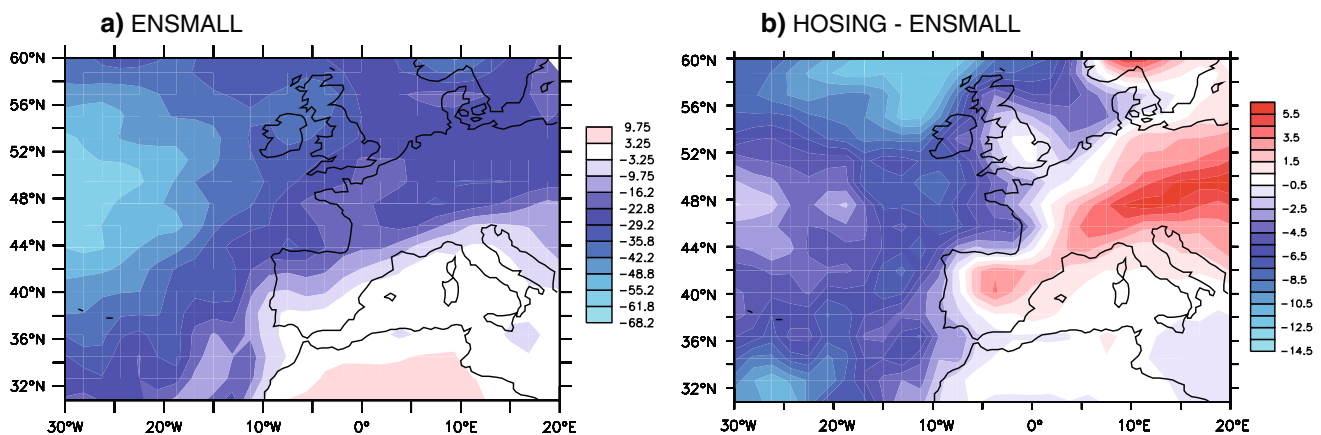 a) ENSMALL
60°N
56°N
52°N
48°N
44°N
40°N
36°N
32°N
30°W 20°W 10°W 0° 10°E 20°E
9.75
3.25
-3.25
-9.75
-16.2
-22.8
-29.2
-35.8
-42.2
-48.8
-55.2
-61.8
-68.2
b) HOSING - ENSMALL
60°N
56°N
52°N
48°N
44°N
40°N
36°N
32°N
30°W 20°W 10°W 0° 10°E 20°E
5.5
3.5
1.5
-0.5
-2.5
-4.5
-6.5
-8.5
-10.5
-12.5
-14.5